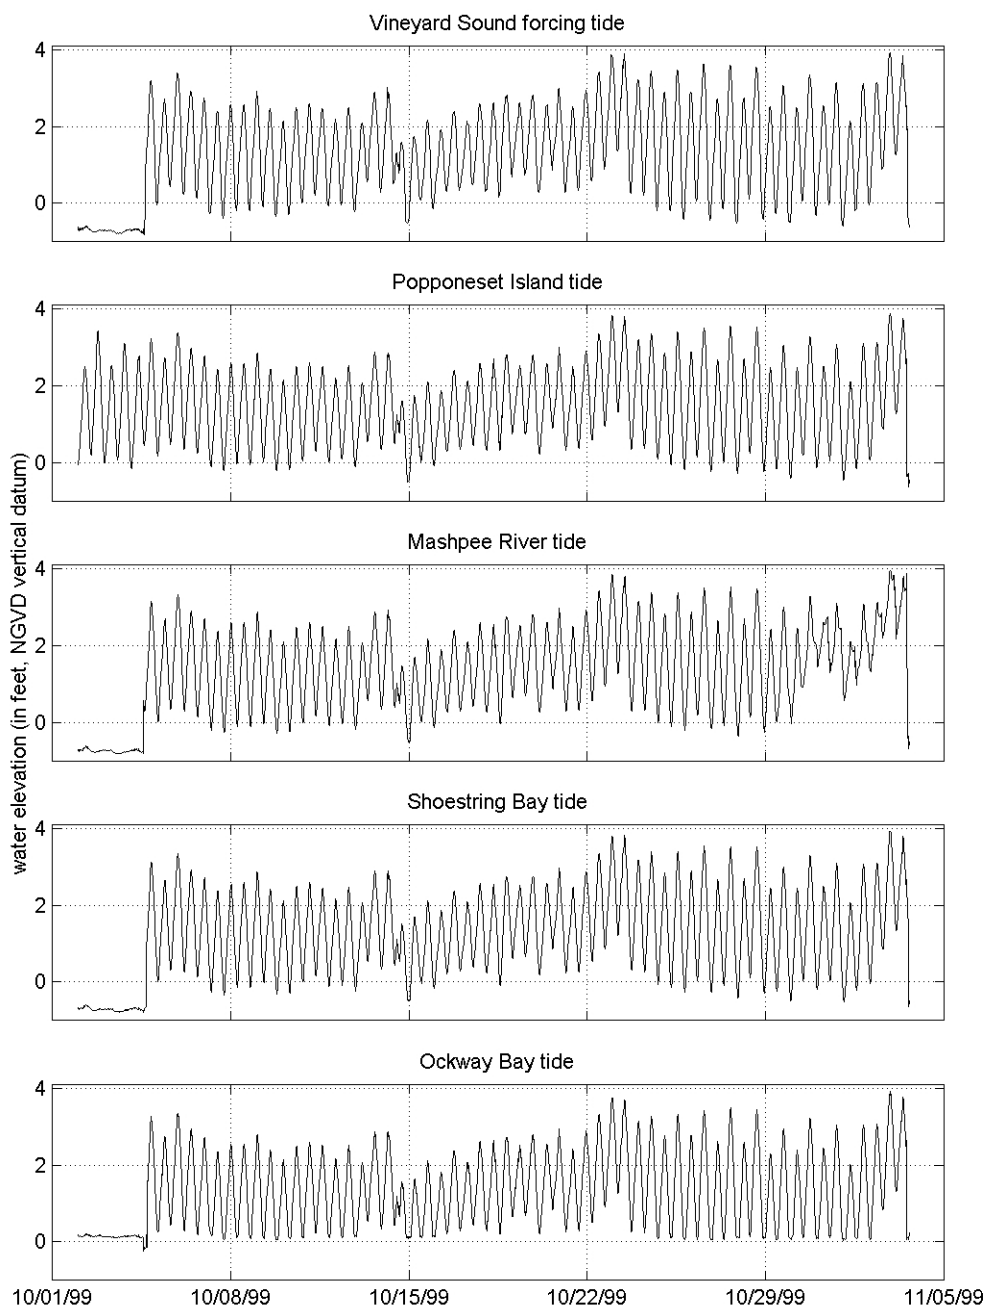 Vineyard Sound forcing tide
4
2
0
Popponeset Island tide
4
2
0
Mashpee River tide
4
2
0
water elevation (in feet, NGVD vertical datum)
Shoestring Bay tide
4
2
0
Ockway Bay tide
4
2
0
10/01/99 10/08/99 10/15/99 10/22/99 10/29/99 11/05/99